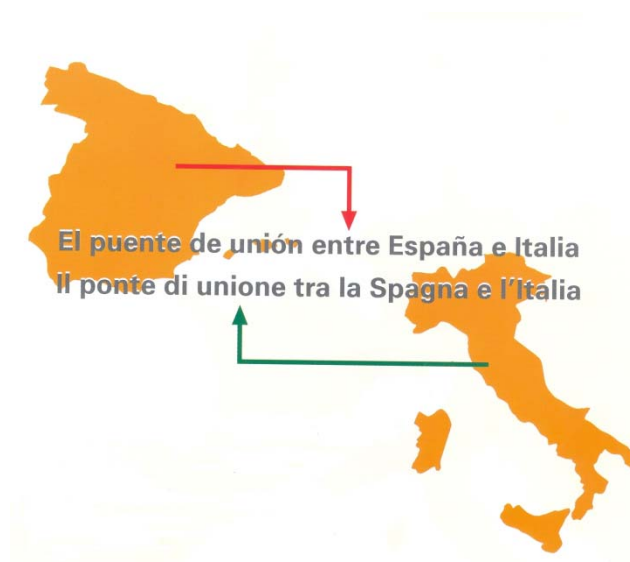 El puente de unión entre España e Italia
Il ponte di unione tra la Spagna e l'Italia